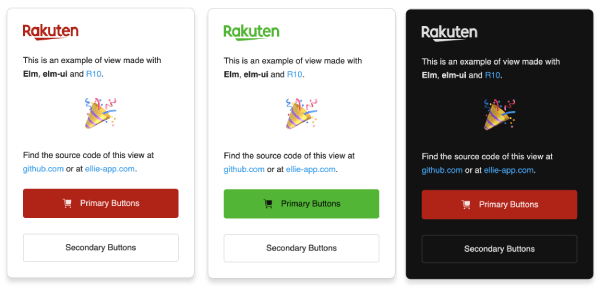 Rakuten
This is an example of view made with
Elm, elm-ui and R10.
Find the source code of this view at
github.com or at ellie-app.com.
Primary Buttons
Secondary Buttons
Rakuten
This is an example of view made with
Elm, elm-ui and R10.
Find the source code of this view at
github.com or at ellie-app.com.
Primary Buttons
Secondary Buttons
Rakuten
This is an example of view made with
Elm, elm-ui and R10.
Find the source code of this view at
github.com or at ellie-app.com.
Primary Buttons
Secondary Buttons